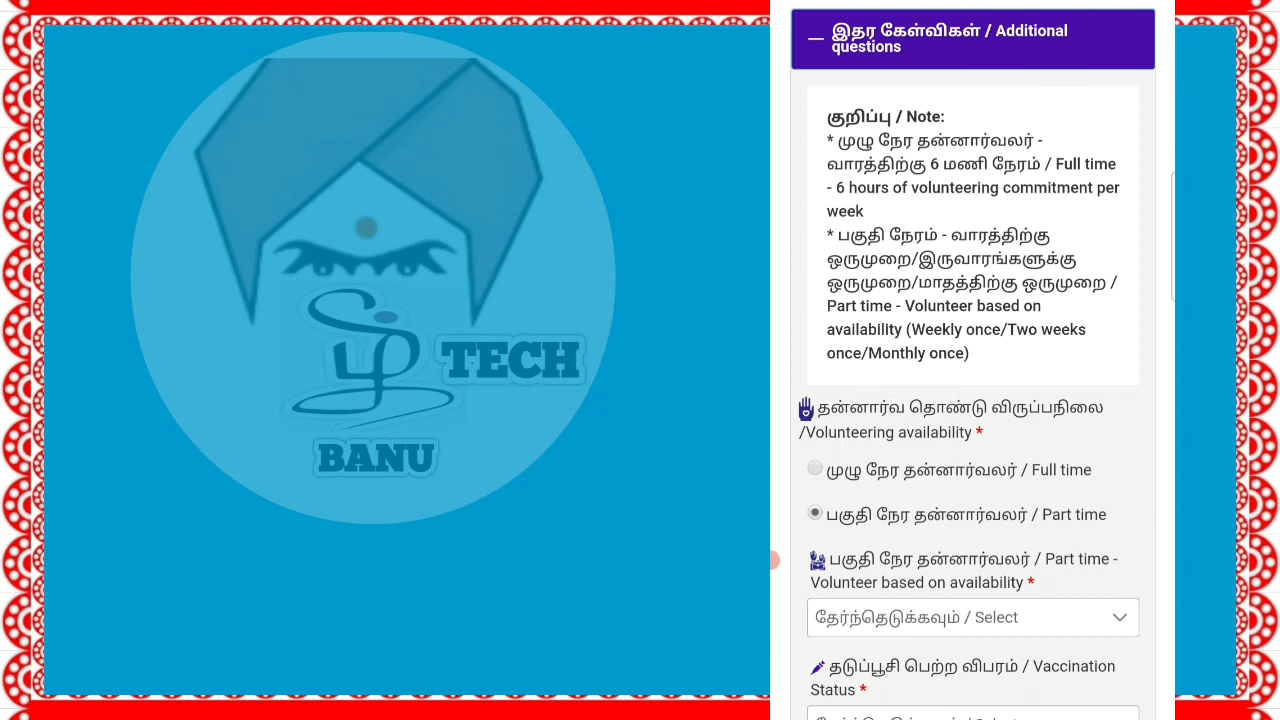 ழ
TECH
BANU
இதர கேள்விகள் / Additional
questions
குறிப்பு / Note:
* முழு நேர தன்னார்வலர் -
வாரத்திற்கு 6 மணி நேரம் / Full time
- 6 hours of volunteering commitment per
week
* பகுதி நேரம் - வாரத்திற்கு
ஒருமுறை/இருவாரங்களுக்கு
ஒருமுறை/மாதத்திற்கு ஒருமுறை /
Part time - Volunteer based on
availability (Weekly once/Two weeks
once/Monthly once)
தன்னார்வ தொண்டு விருப்பநிலை
/Volunteering availability *
முழு நேர தன்னார்வலர் / Full time
பகுதி நேர தன்னார்வலர் / Part time
பகுதி நேர தன்னார்வலர் / Part time -
Volunteer based on availability *
தேர்ந்தெடுக்கவும் / Select
தடுப்பூசி பெற்ற விபரம் / Vaccination
Status *